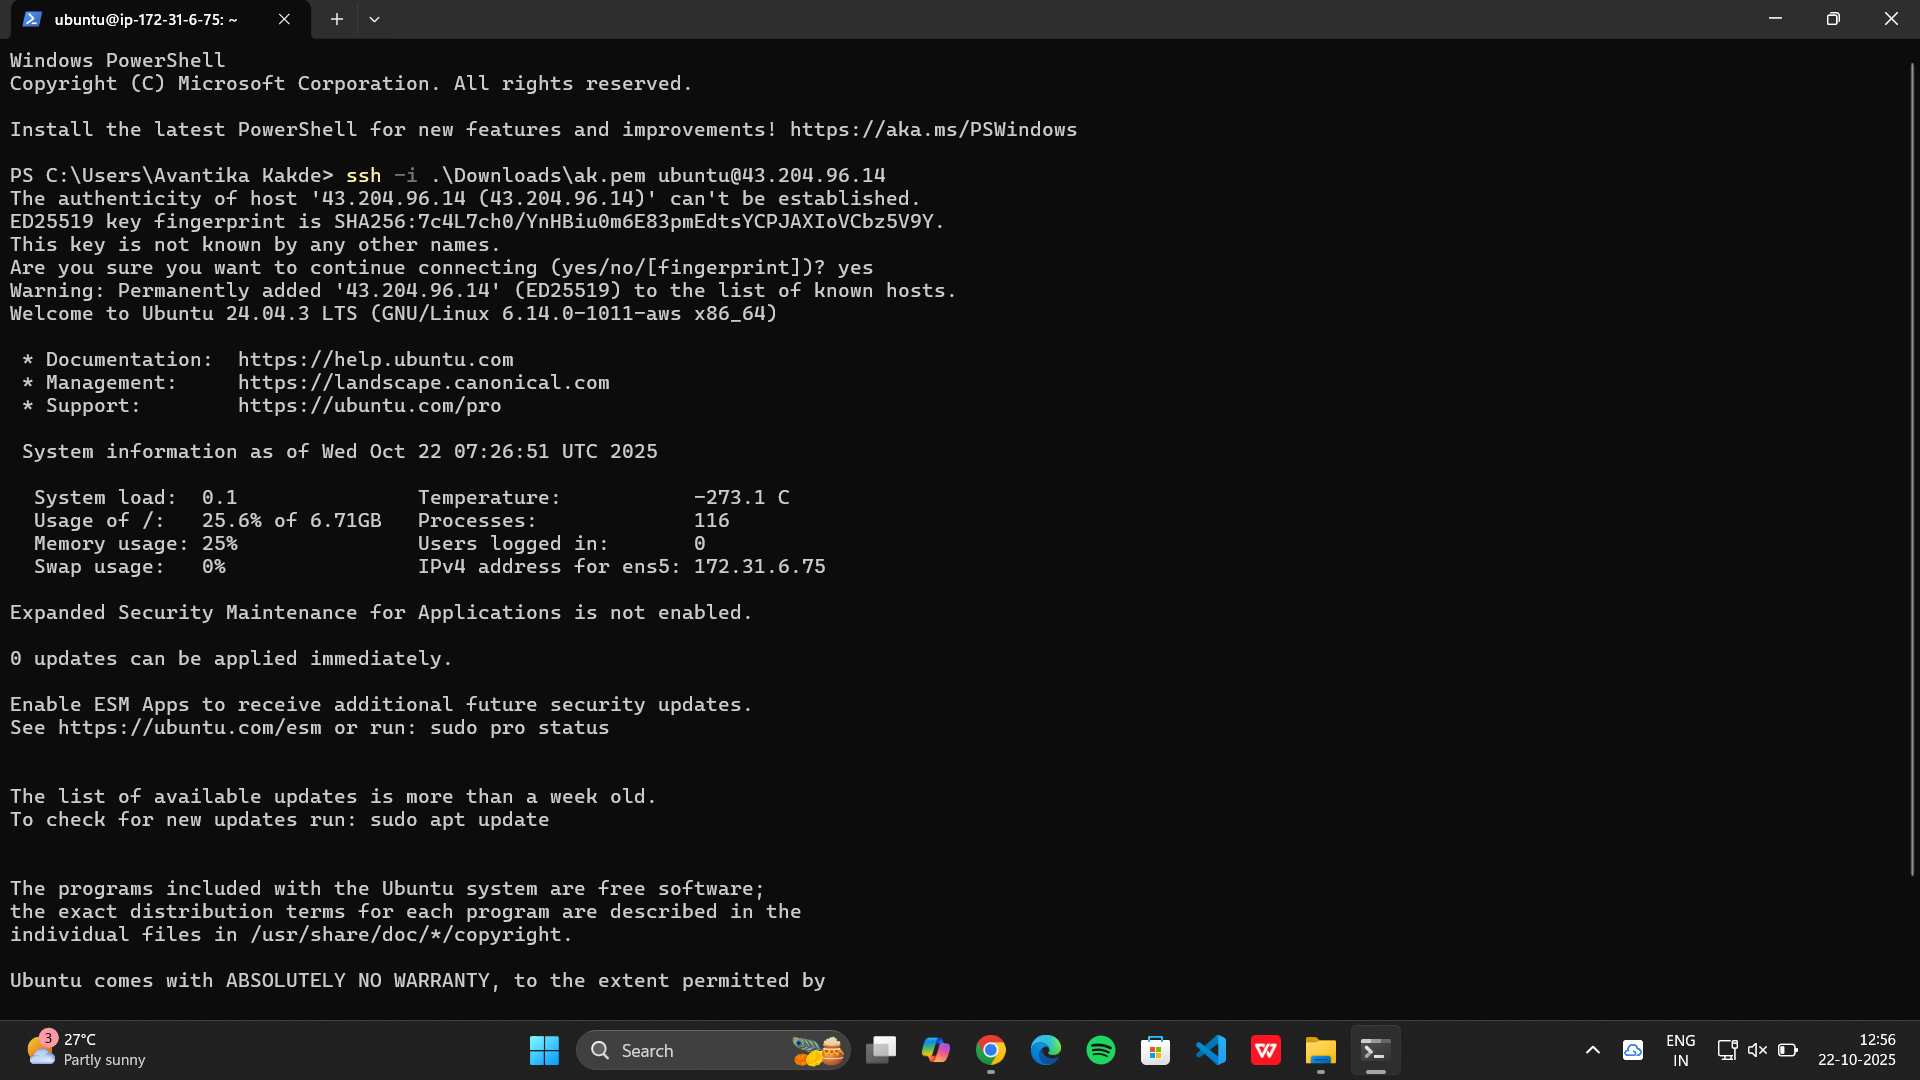 ubuntu@ip-172-31-6-75: ~
Windows PowerShell
Copyright (C) Microsoft Corporation. All rights reserved.
Install the latest PowerShell for new features and improvements! https://aka.ms/PSWindows
PS C:\Users\Avantika Kakde> ssh -i .\Downloads\ak.pem ubuntu@43.204.96.14
The authenticity of host '43.204.96.14 (43.204.96.14)' can't be established.
ED25519 key fingerprint is SHA256:7c4L7ch0/YnHBiu0m6E83pmEdtsYCPJAXIoVCbz5V9Y.
This key is not known by any other names.
Are you sure you want to continue connecting (yes/no/[fingerprint])? yes
Warning: Permanently added '43.204.96.14' (ED25519) to the list of known hosts.
Welcome to Ubuntu 24.04.3 LTS (GNU/Linux 6.14.0-1011-aws x86_64)
 * Documentation:  https://help.ubuntu.com
 * Management:     https://landscape.canonical.com
 * Support:        https://ubuntu.com/pro
 System information as of Wed Oct 22 07:26:51 UTC 2025
  System load:  0.1               Temperature:           -273.1 C
  Usage of /:   25.6% of 6.71GB   Processes:             116
  Memory usage: 25%               Users logged in:       0
  Swap usage:   0%                IPv4 address for ens5: 172.31.6.75
Expanded Security Maintenance for Applications is not enabled.
0 updates can be applied immediately.
Enable ESM Apps to receive additional future security updates.
See https://ubuntu.com/esm or run: sudo pro status
The list of available updates is more than a week old.
To check for new updates run: sudo apt update
The programs included with the Ubuntu system are free software;
the exact distribution terms for each program are described in the
individual files in /usr/share/doc/*/copyright.
Ubuntu comes with ABSOLUTELY NO WARRANTY, to the extent permitted by
3
27°C
Partly sunny
Search
ENG
IN
12:56
22-10-2025